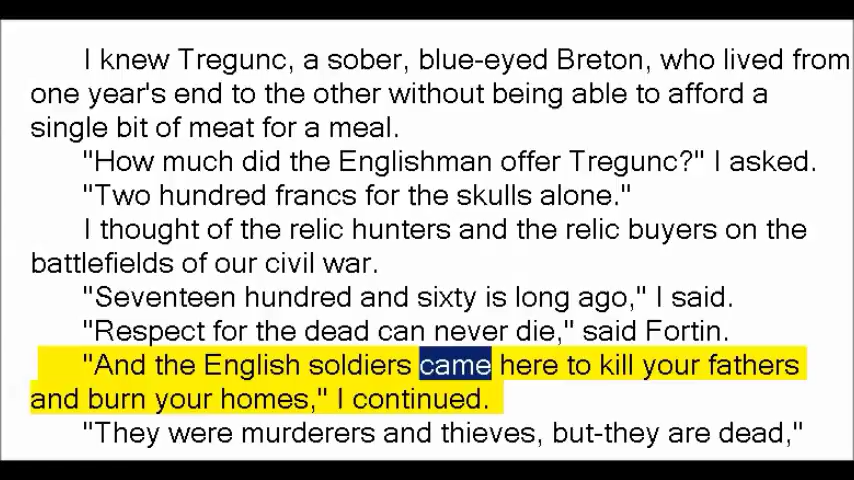 I knew Tregunc, a sober, blue-eyed Breton, who lived from
one year's end to the other without being able to afford a
single bit of meat for a meal.
"How much did the Englishman offer Tregunc?" I asked.
"Two hundred francs for the skulls alone."
I thought of the relic hunters and the relic buyers on the
battlefields of our civil war.
"Seventeen hundred and sixty is long ago," I said.
"Respect for the dead can never die," said Fortin.
"And the English soldiers came here to kill your fathers
and burn your homes," I continued.
"They were murderers and thieves, but-they are dead,"